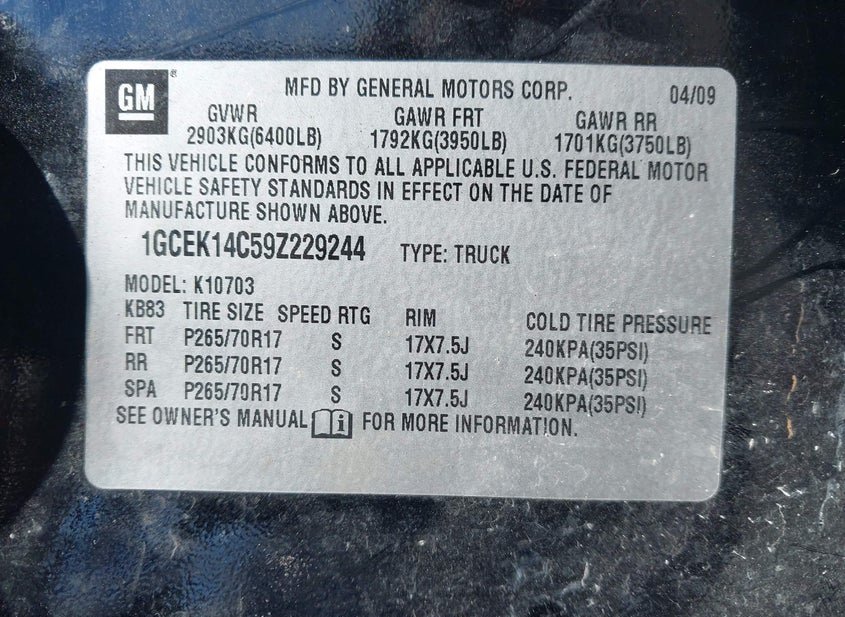 GM®
MFD BY GENERAL MOTORS CORP. 04/09
GVWR GAWR FRT GAWR RR
2903KG(6400LB) 1792KG(3950LB) 1701KG(3750LB)
THIS VEHICLE CONFORMS TO ALL APPLICABLE U.S. FEDERAL MOTOR
VEHICLE SAFETY STANDARDS IN EFFECT ON THE DATE OF
MANUFACTURE SHOWN ABOVE.
1GCEK14C59Z229244 TYPE: TRUCK
MODEL: K10703
KB83 TIRE SIZE SPEED RTG RIM COLD TIRE PRESSURE
FRT P265/70R17 S 17X7.5J 240KPA(35PSI)
RR P265/70R17 S 17X7.5J 240KPA(35PSI)
SPA P265/70R17 S 17X7.5J 240KPA(35PSI)
SEE OWNER'S MANUAL i FOR MORE INFORMATION.